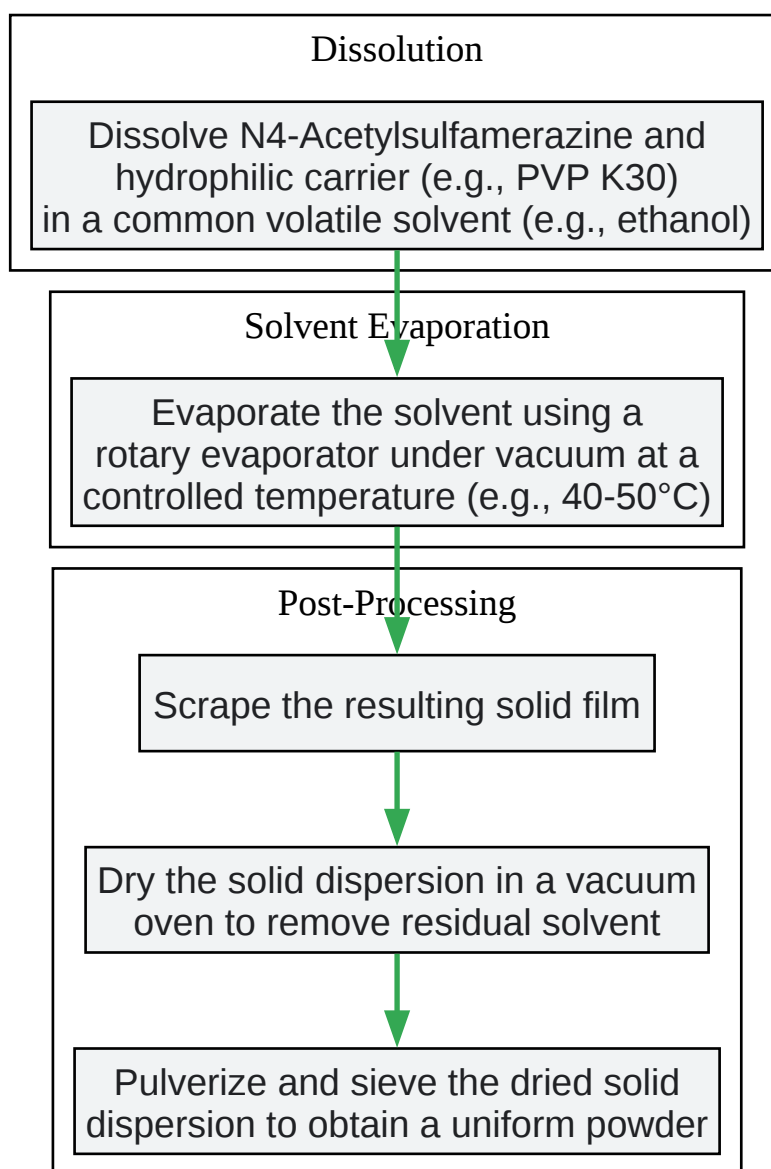 Dissolution
Dissolve N4-Acetylsulfamerazine and
hydrophilic carrier (e.g., PVP K30)
in a common volatile solvent (e.g., ethanol)
Solvent Evaporation
Evaporate the solvent using a
rotary evaporator under vacuum at a
controlled temperature (e.g., 40-50°C)
Post-Processing
Scrape the resulting solid film
Dry the solid dispersion in a vacuum
oven to remove residual solvent
Pulverize and sieve the dried solid
dispersion to obtain a uniform powder